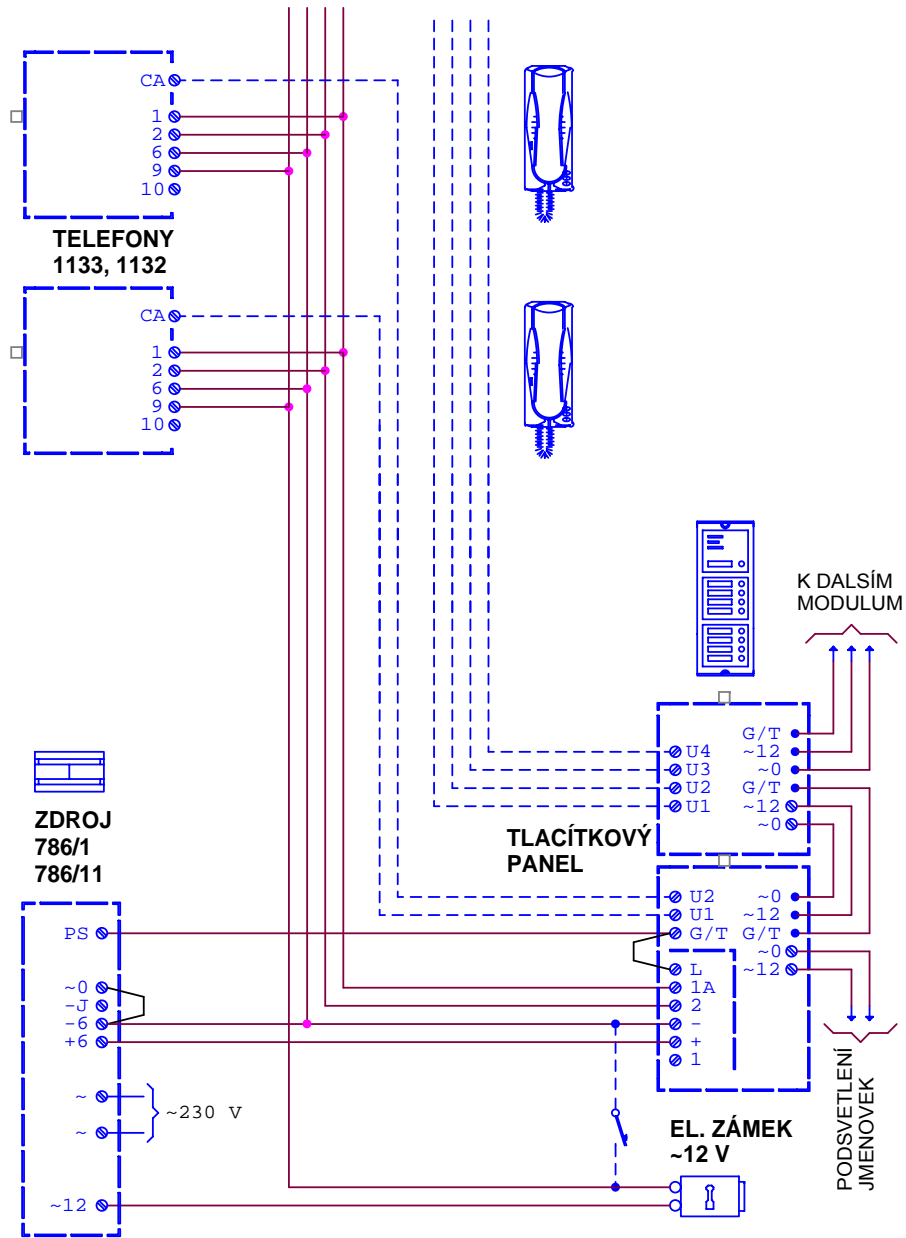 CA
1
2
6
9
10
TELEFONY
1133, 1132
CA
1
2
6
9
10
K DALSÍM
MODULUM
G/T
U4 ~12
U3 ~0
U2 G/T
U1 ~12
~0
TLACÍTKOVÝ
PANEL
ZDROJ
786/1
786/11
U2 ~0
U1 ~12
G/T G/T
~0
L ~12
1A
2
-
+
1
PS
~0
-J
-6
+6
~
~
~230 V
~12
EL. ZÁMEK
~12 V
PODSVETLENÍ
JMENOVEK